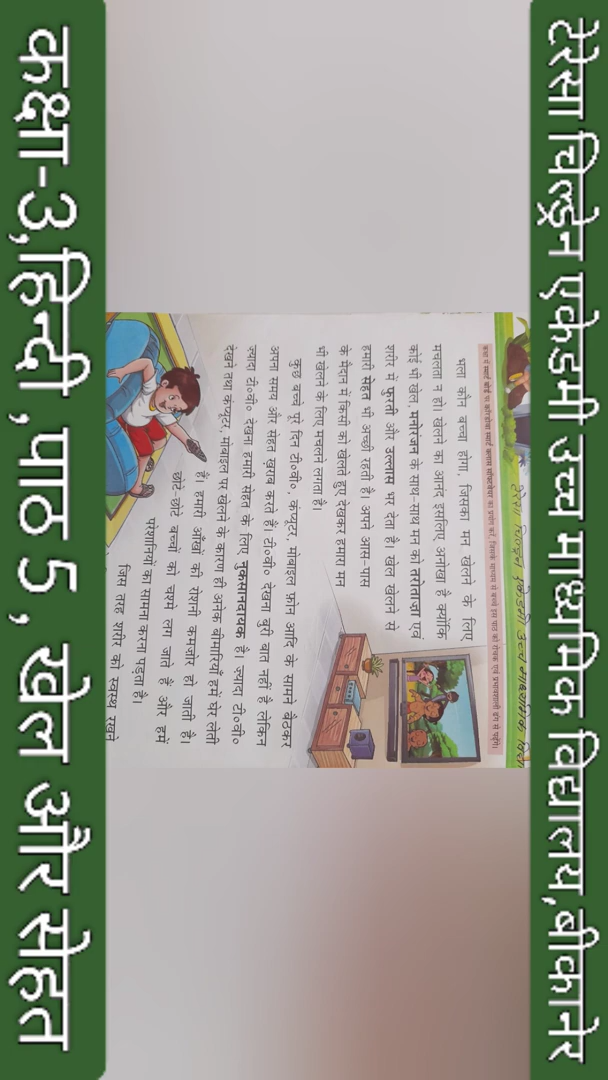 टेरेसा चिल्ड्रेन एकेडमी उच्च माध्यमिक विद्यालय,बीकानेर
टेरेसा चिल्ड्रन एकेडमी उच्च माध्यमिक
भला कौन बच्चा होगा, जिसका मन खेलने के लिए
मचलता न हो। खेलने का आनंद इसलिए अनोखा है क्योंकि
कोई भी खेल, मनोरंजन के साथ-साथ मन को तरोताजा एवं
शरीर में फुर्ती और उल्लास भर देता है। खेल खेलने से
हमारी सेहत भी अच्छी रहती है। अपने आस-पास
के मैदान में किसी को खेलते हुए देखकर हमारा मन
भी खेलने के लिए मचलने लगता है।
कुछ बच्चे पूरे दिन टी०वी०, कंप्यूटर, मोबाइल फ़ोन आदि के सामने बैठकर
अपना समय और सेहत ख़राब करते हैं। टी०वी० देखना बुरी बात नहीं है लेकिन
ज्यादा टी०वी० देखना हमारी सेहत के लिए नुकसानदायक है। ज्यादा टी०वी०
देखने तथा कंप्यूटर, मोबाइल पर खेलने के कारण ही अनेक बीमारियाँ हमें घेर लेती
हैं। हमारी आँखों की रोशनी कमज़ोर हो जाती है।
छोटे-छोटे बच्चों को चश्मे लग जाते हैं और हमें
परेशानियों का सामना करना पड़ता है।
जिस तरह शरीर को स्वस्थ रखने
कक्षा-3,हिन्दी ,पाठ 5 , खेल और सेहत